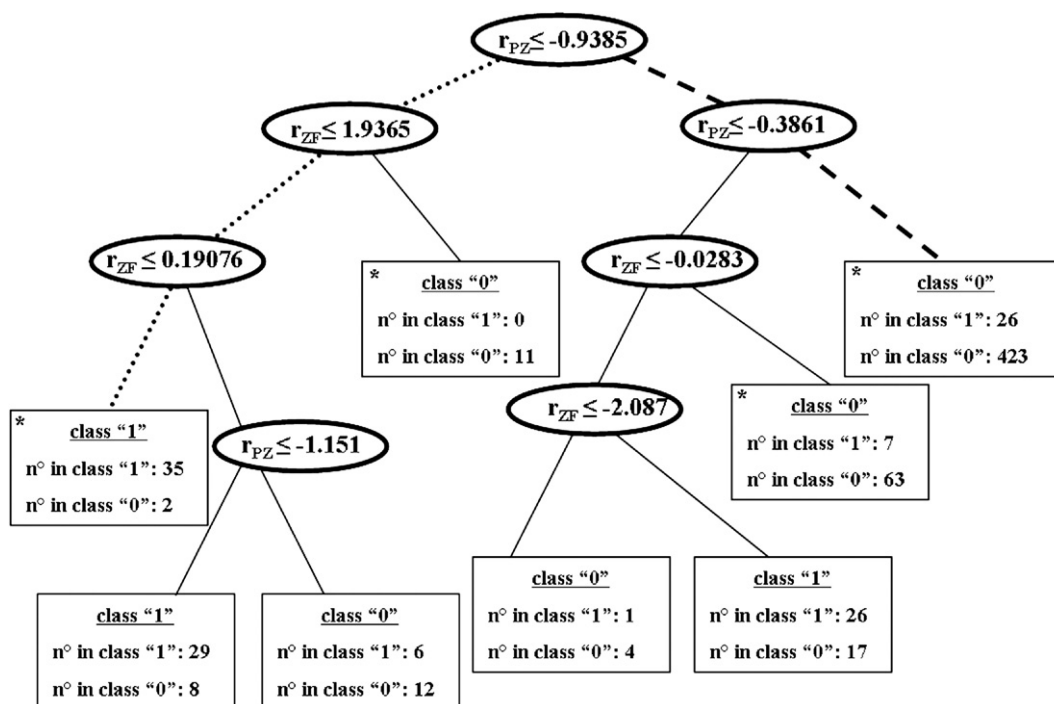 r_PZ ≤ -0.9385
r_ZF ≤ 1.9365
r_PZ ≤ -0.3861
r_ZF ≤ 0.19076
r_ZF ≤ -0.0283
*
class “0”
n° in class “1”: 0
n° in class “0”: 11
*
class “0”
n° in class “1”: 26
n° in class “0”: 423
r_ZF ≤ -2.087
*
class “0”
n° in class “1”: 7
n° in class “0”: 63
*
class “1”
n° in class “1”: 35
n° in class “0”: 2
r_PZ ≤ -1.151
class “1”
n° in class “1”: 29
n° in class “0”: 8
class “0”
n° in class “1”: 6
n° in class “0”: 12
class “0”
n° in class “1”: 1
n° in class “0”: 4
class “1”
n° in class “1”: 26
n° in class “0”: 17